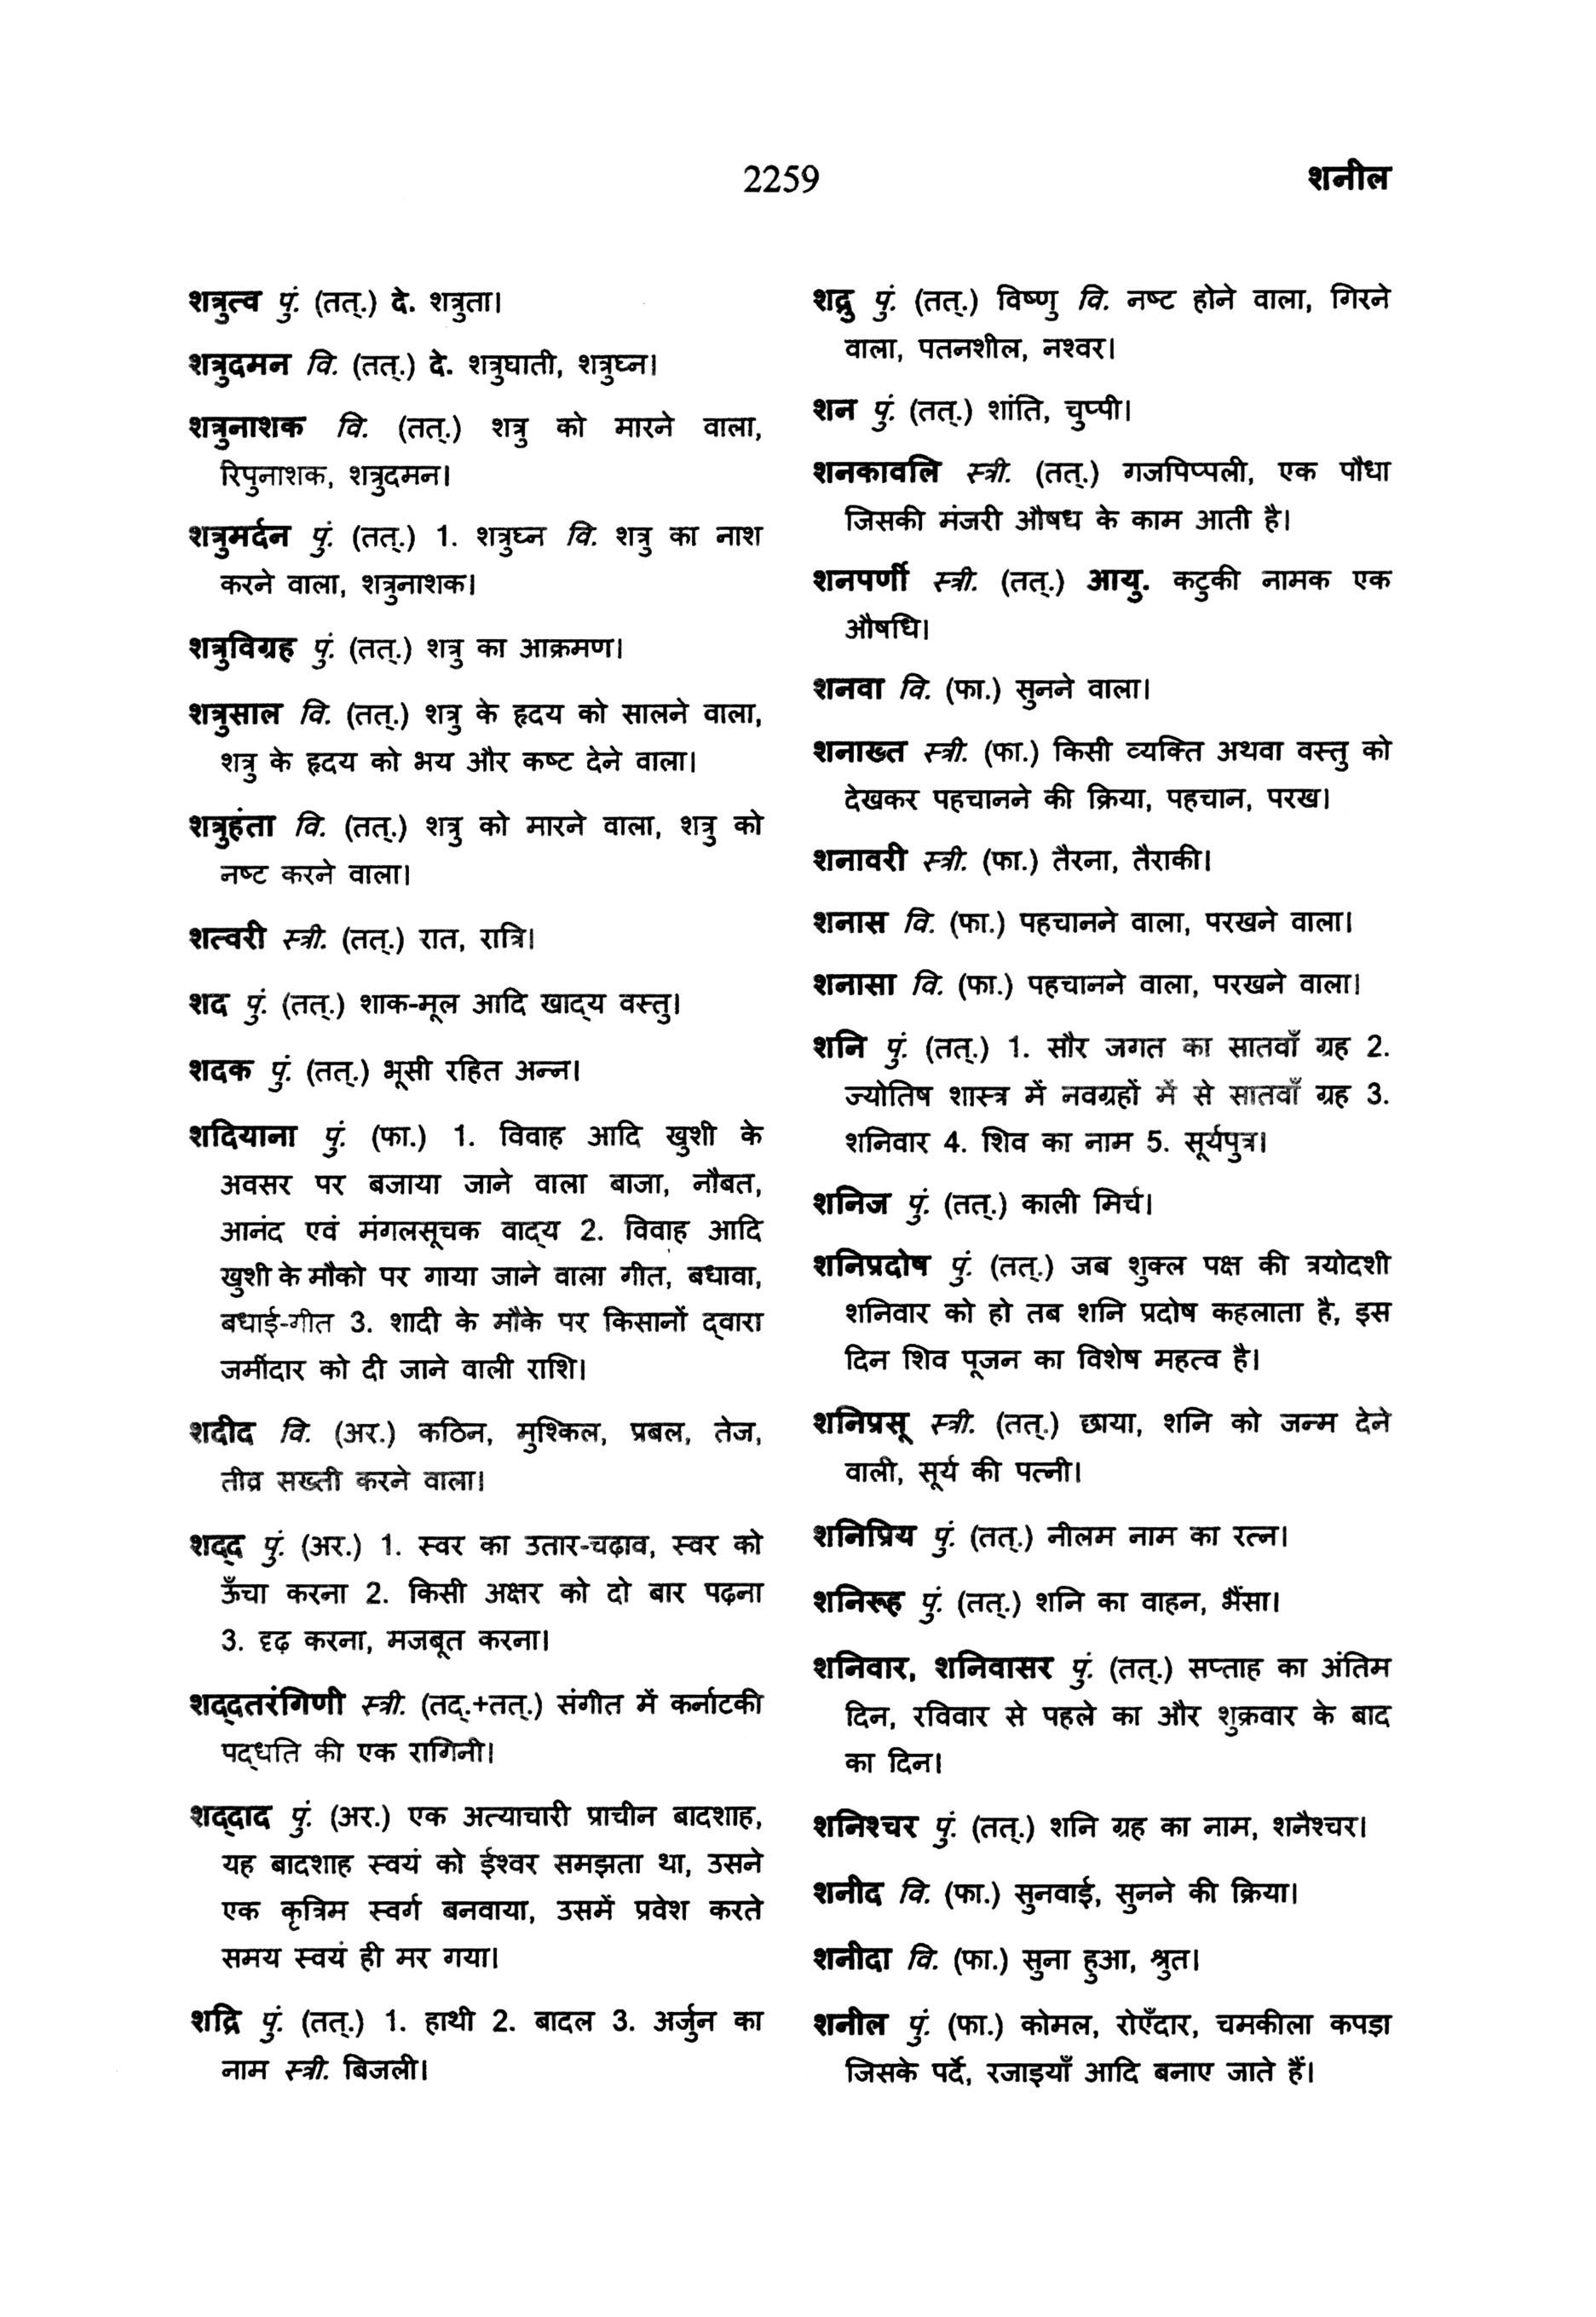 2259
शनील
शत्रुत्व पुं. (तत्.) दे. शत्रुता।
शत्रुदमन वि. (तत्.) दे. शत्रुघाती, शत्रुघ्न।
शत्रुनाशक वि. (तत्.) शत्रु को मारने वाला,
रिपुनाशक, शत्रुदमन।
शत्रुमर्दन पुं. (तत्.) 1. शत्रुघ्न वि. शत्रु का नाश
करने वाला, शत्रुनाशक।
शत्रुविग्रह पुं. (तत्.) शत्रु का आक्रमण।
शत्रुसाल वि. (तत्.) शत्रु के हृदय को सालने वाला,
शत्रु के हृदय को भय और कष्ट देने वाला।
शत्रुहंता वि. (तत्.) शत्रु को मारने वाला, शत्रु को
नष्ट करने वाला।
शत्वरी स्त्री. (तत्.) रात, रात्रि।
शद पुं. (तत्.) शाक-मूल आदि खाद्‌य वस्तु।
शदक पुं. (तत्.) भूसी रहित अन्न।
शदियाना पुं. (फा.) 1. विवाह आदि खुशी के
अवसर पर बजाया जाने वाला बाजा, नौबत,
आनंद एवं मंगलसूचक वाद्‌य 2. विवाह आदि
खुशी के मौको पर गाया जाने वाला गीत, बधावा,
बधाई-गीत 3. शादी के मौके पर किसानों द्‌वारा
जमींदार को दी जाने वाली राशि।
शदीद वि. (अर.) कठिन, मुश्किल, प्रबल, तेज,
तीव्र सख्ती करने वाला।
शद्‌द पुं. (अर.) 1. स्वर का उतार-चढ़ाव, स्वर को
ऊँचा करना 2. किसी अक्षर को दो बार पढ़ना
3. दृढ़ करना, मजबूत करना।
शद्‌दतरंगिणी स्त्री. (तद्.+तत्.) संगीत में कर्नाटकी
पद्‌धति की एक रागिनी।
शद्‌दाद पुं. (अर.) एक अत्याचारी प्राचीन बादशाह,
यह बादशाह स्वयं को ईश्वर समझता था, उसने
एक कृत्रिम स्वर्ग बनवाया, उसमें प्रवेश करते
समय स्वयं ही मर गया।
शद्रि पुं. (तत्.) 1. हाथी 2. बादल 3. अर्जुन का
नाम स्त्री. बिजली।
शद्रु पुं. (तत्.) विष्णु वि. नष्ट होने वाला, गिरने
वाला, पतनशील, नश्वर।
शन पुं. (तत्.) शांति, चुप्पी।
शनकावलि स्त्री. (तत्.) गजपिप्पली, एक पौधा
जिसकी मंजरी औषध के काम आती है।
शनपर्णी स्त्री. (तत्.) आयु. कटुकी नामक एक
औषधि।
शनवा वि. (फा.) सुनने वाला।
शनाख्त स्त्री. (फा.) किसी व्यक्ति अथवा वस्तु को
देखकर पहचानने की क्रिया, पहचान, परख।
शनावरी स्त्री. (फा.) तैरना, तैराकी।
शनास वि. (फा.) पहचानने वाला, परखने वाला।
शनासा वि. (फा.) पहचानने वाला, परखने वाला।
शनि पुं. (तत्.) 1. सौर जगत का सातवाँ ग्रह 2.
ज्योतिष शास्त्र में नवग्रहों में से सातवाँ ग्रह 3.
शनिवार 4. शिव का नाम 5. सूर्यपुत्र।
शनिज पुं. (तत्.) काली मिर्च।
शनिप्रदोष पुं. (तत्.) जब शुक्ल पक्ष की त्रयोदशी
शनिवार को हो तब शनि प्रदोष कहलाता है, इस
दिन शिव पूजन का विशेष महत्व है।
शनिप्रसू स्त्री. (तत्.) छाया, शनि को जन्म देने
वाली, सूर्य की पत्नी।
शनिप्रिय पुं. (तत्.) नीलम नाम का रत्न।
शनिरूह पुं. (तत्.) शनि का वाहन, भैंसा।
शनिवार, शनिवासर पुं. (तत्.) सप्ताह का अंतिम
दिन, रविवार से पहले का और शुक्रवार के बाद
का दिन।
शनिश्चर पुं. (तत्.) शनि ग्रह का नाम, शनैश्चर।
शनीद वि. (फा.) सुनवाई, सुनने की क्रिया।
शनीदा वि. (फा.) सुना हुआ, श्रुत।
शनील पुं. (फा.) कोमल, रोएँदार, चमकीला कपड़ा
जिसके पर्दे, रजाइयाँ आदि बनाए जाते हैं।